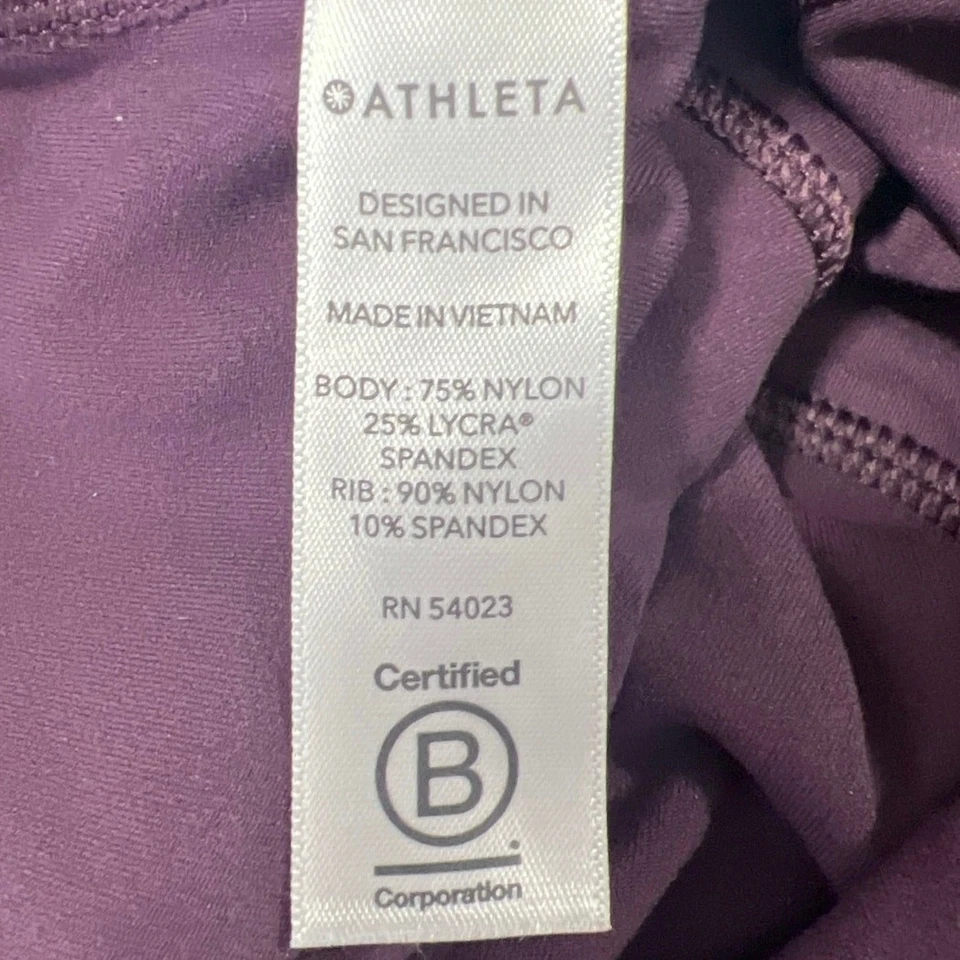 ATHLETA
DESIGNED IN
SAN FRANCISCO
MADE IN VIETNAM
BODY : 75% NYLON
25% LYCRA®
SPANDEX
RIB : 90% NYLON
10% SPANDEX
RN 54023
Certified
B
Corporation